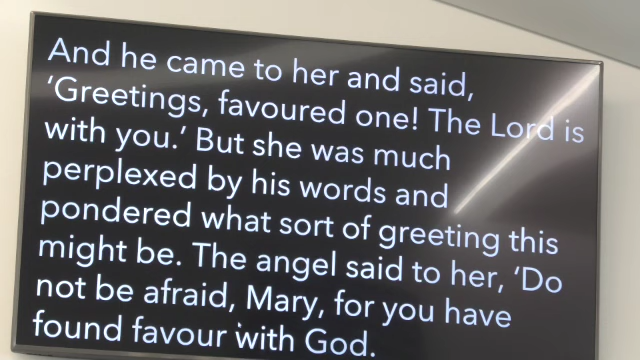 And he came to her and said,
‘Greetings, favoured one! The Lord is
with you.’ But she was much
perplexed by his words and
pondered what sort of greeting this
might be. The angel said to her, ‘Do
not be afraid, Mary, for you have
found favour with God.